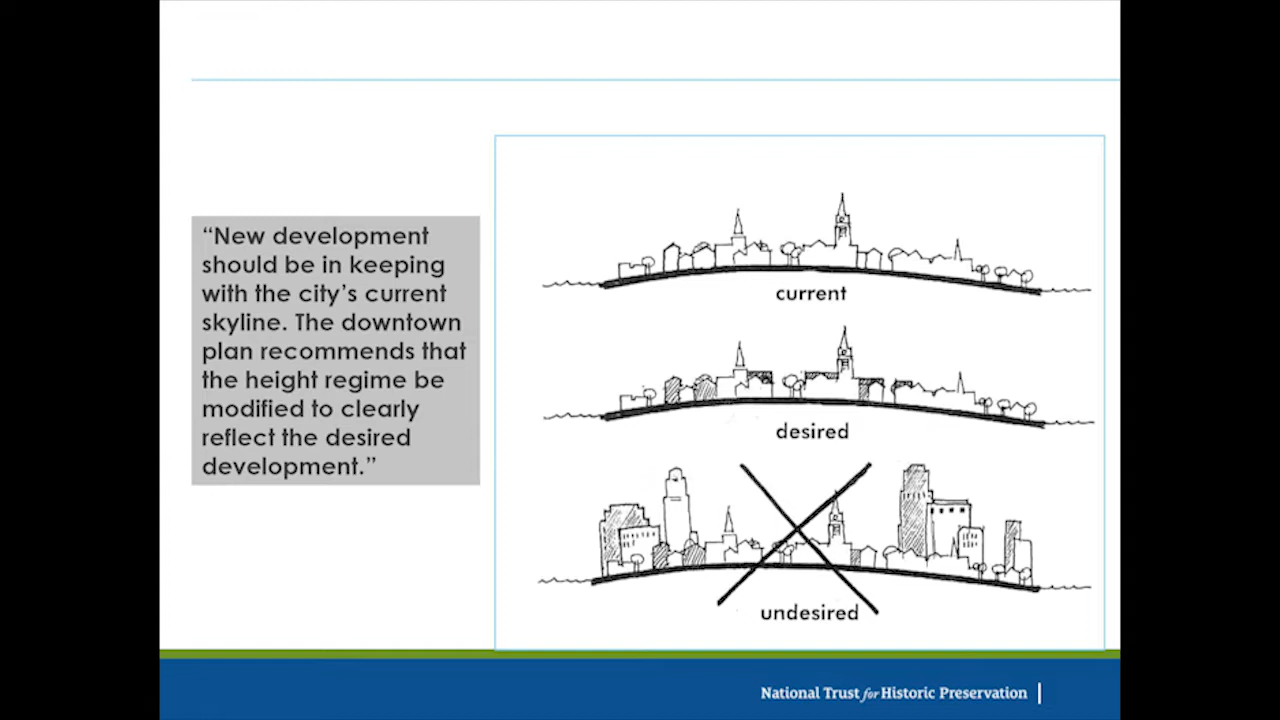 “New development
should be in keeping
with the city’s current
skyline. The downtown
plan recommends that
the height regime be
modified to clearly
reflect the desired
development.”
current
desired
undesired
National Trust for Historic Preservation